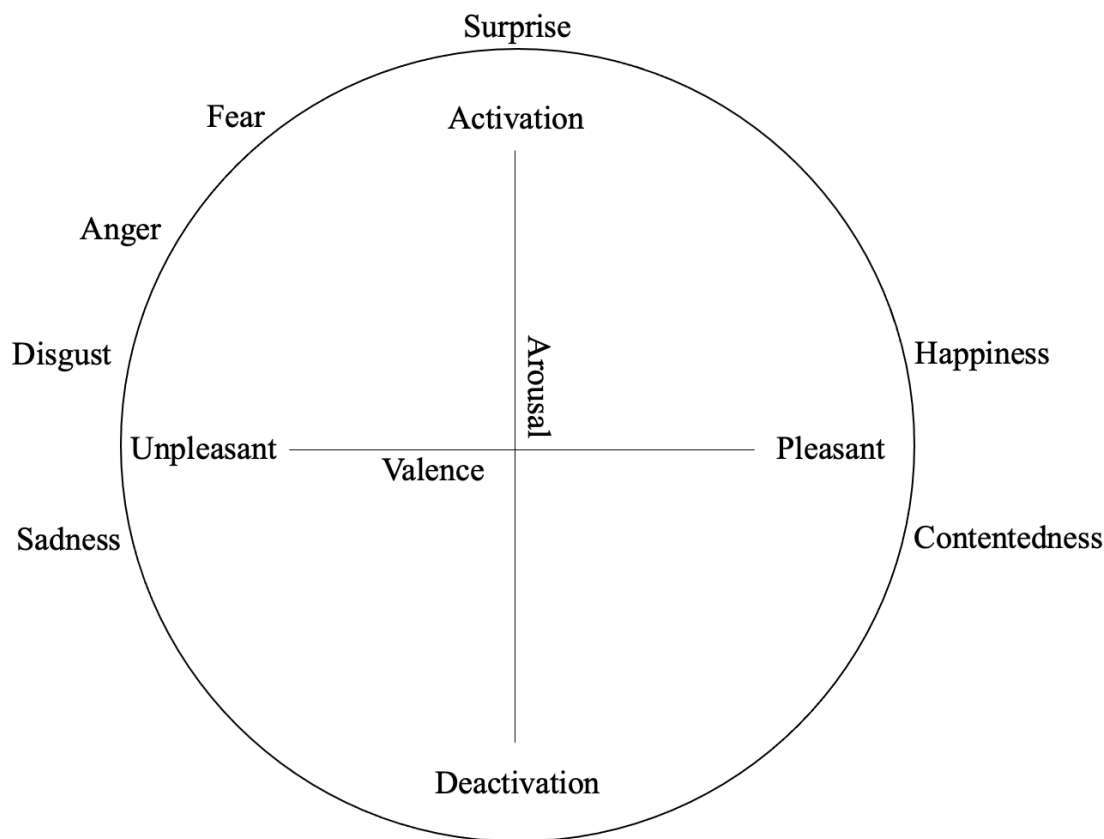 Surprise
Fear
Activation
Anger
Arousal
Disgust
Happiness
Unpleasant
Valence
Pleasant
Sadness
Contentedness
Deactivation